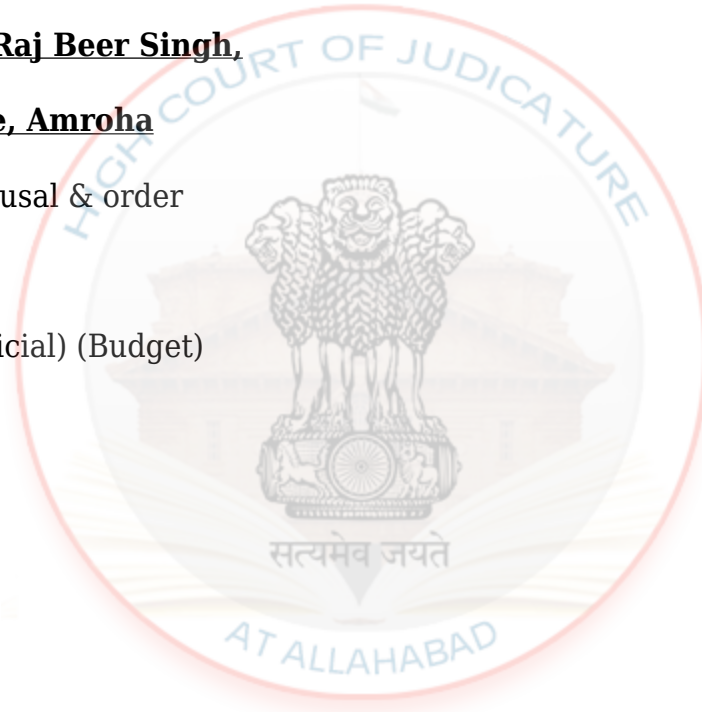 Raj Beer Singh,
e, Amroha
usal & order
icial) (Budget)
HIGH COURT OF JUDICATURE
सत्यमेव जयते
AT ALLAHABAD